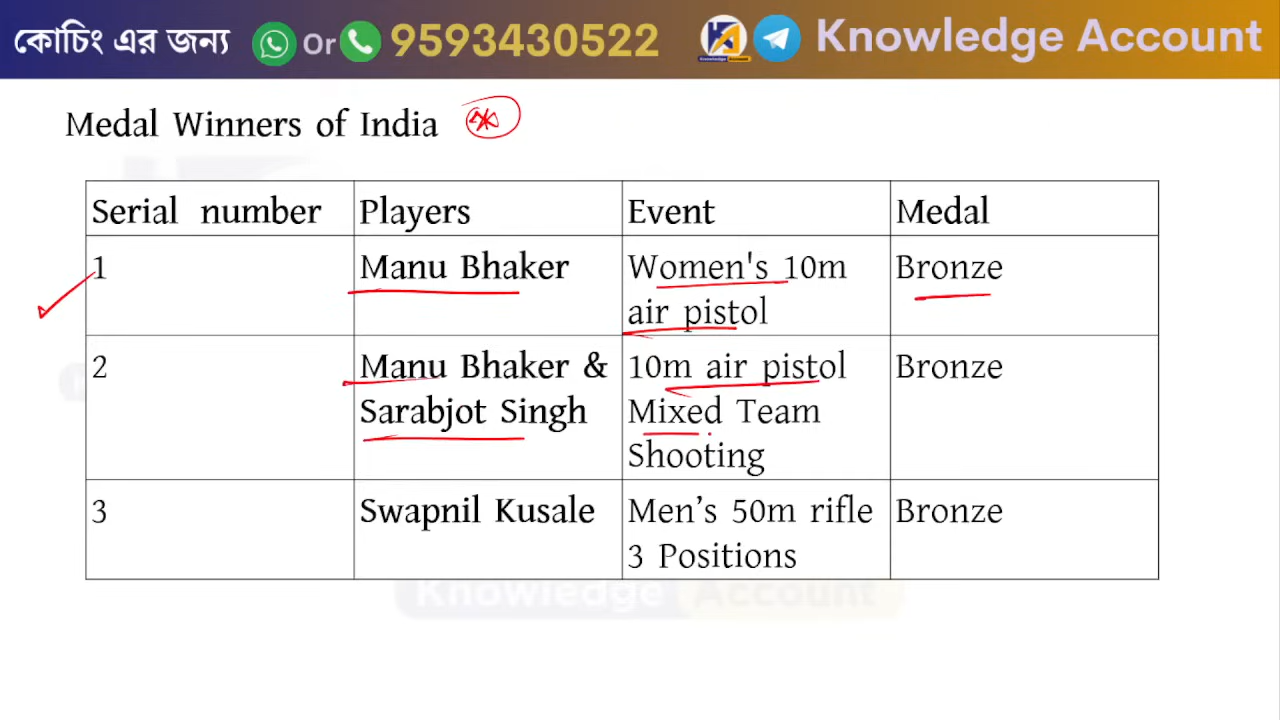 কোচিং এর জন্য Or 9593430522 Knowledge Account
Medal Winners of India
Serial number Players Event Medal
1 Manu Bhaker Women's 10m Bronze
air pistol
2 Manu Bhaker & 10m air pistol Bronze
Sarabjot Singh Mixed Team
Shooting
3 Swapnil Kusale Men’s 50m rifle Bronze
3 Positions
Knowledge Account